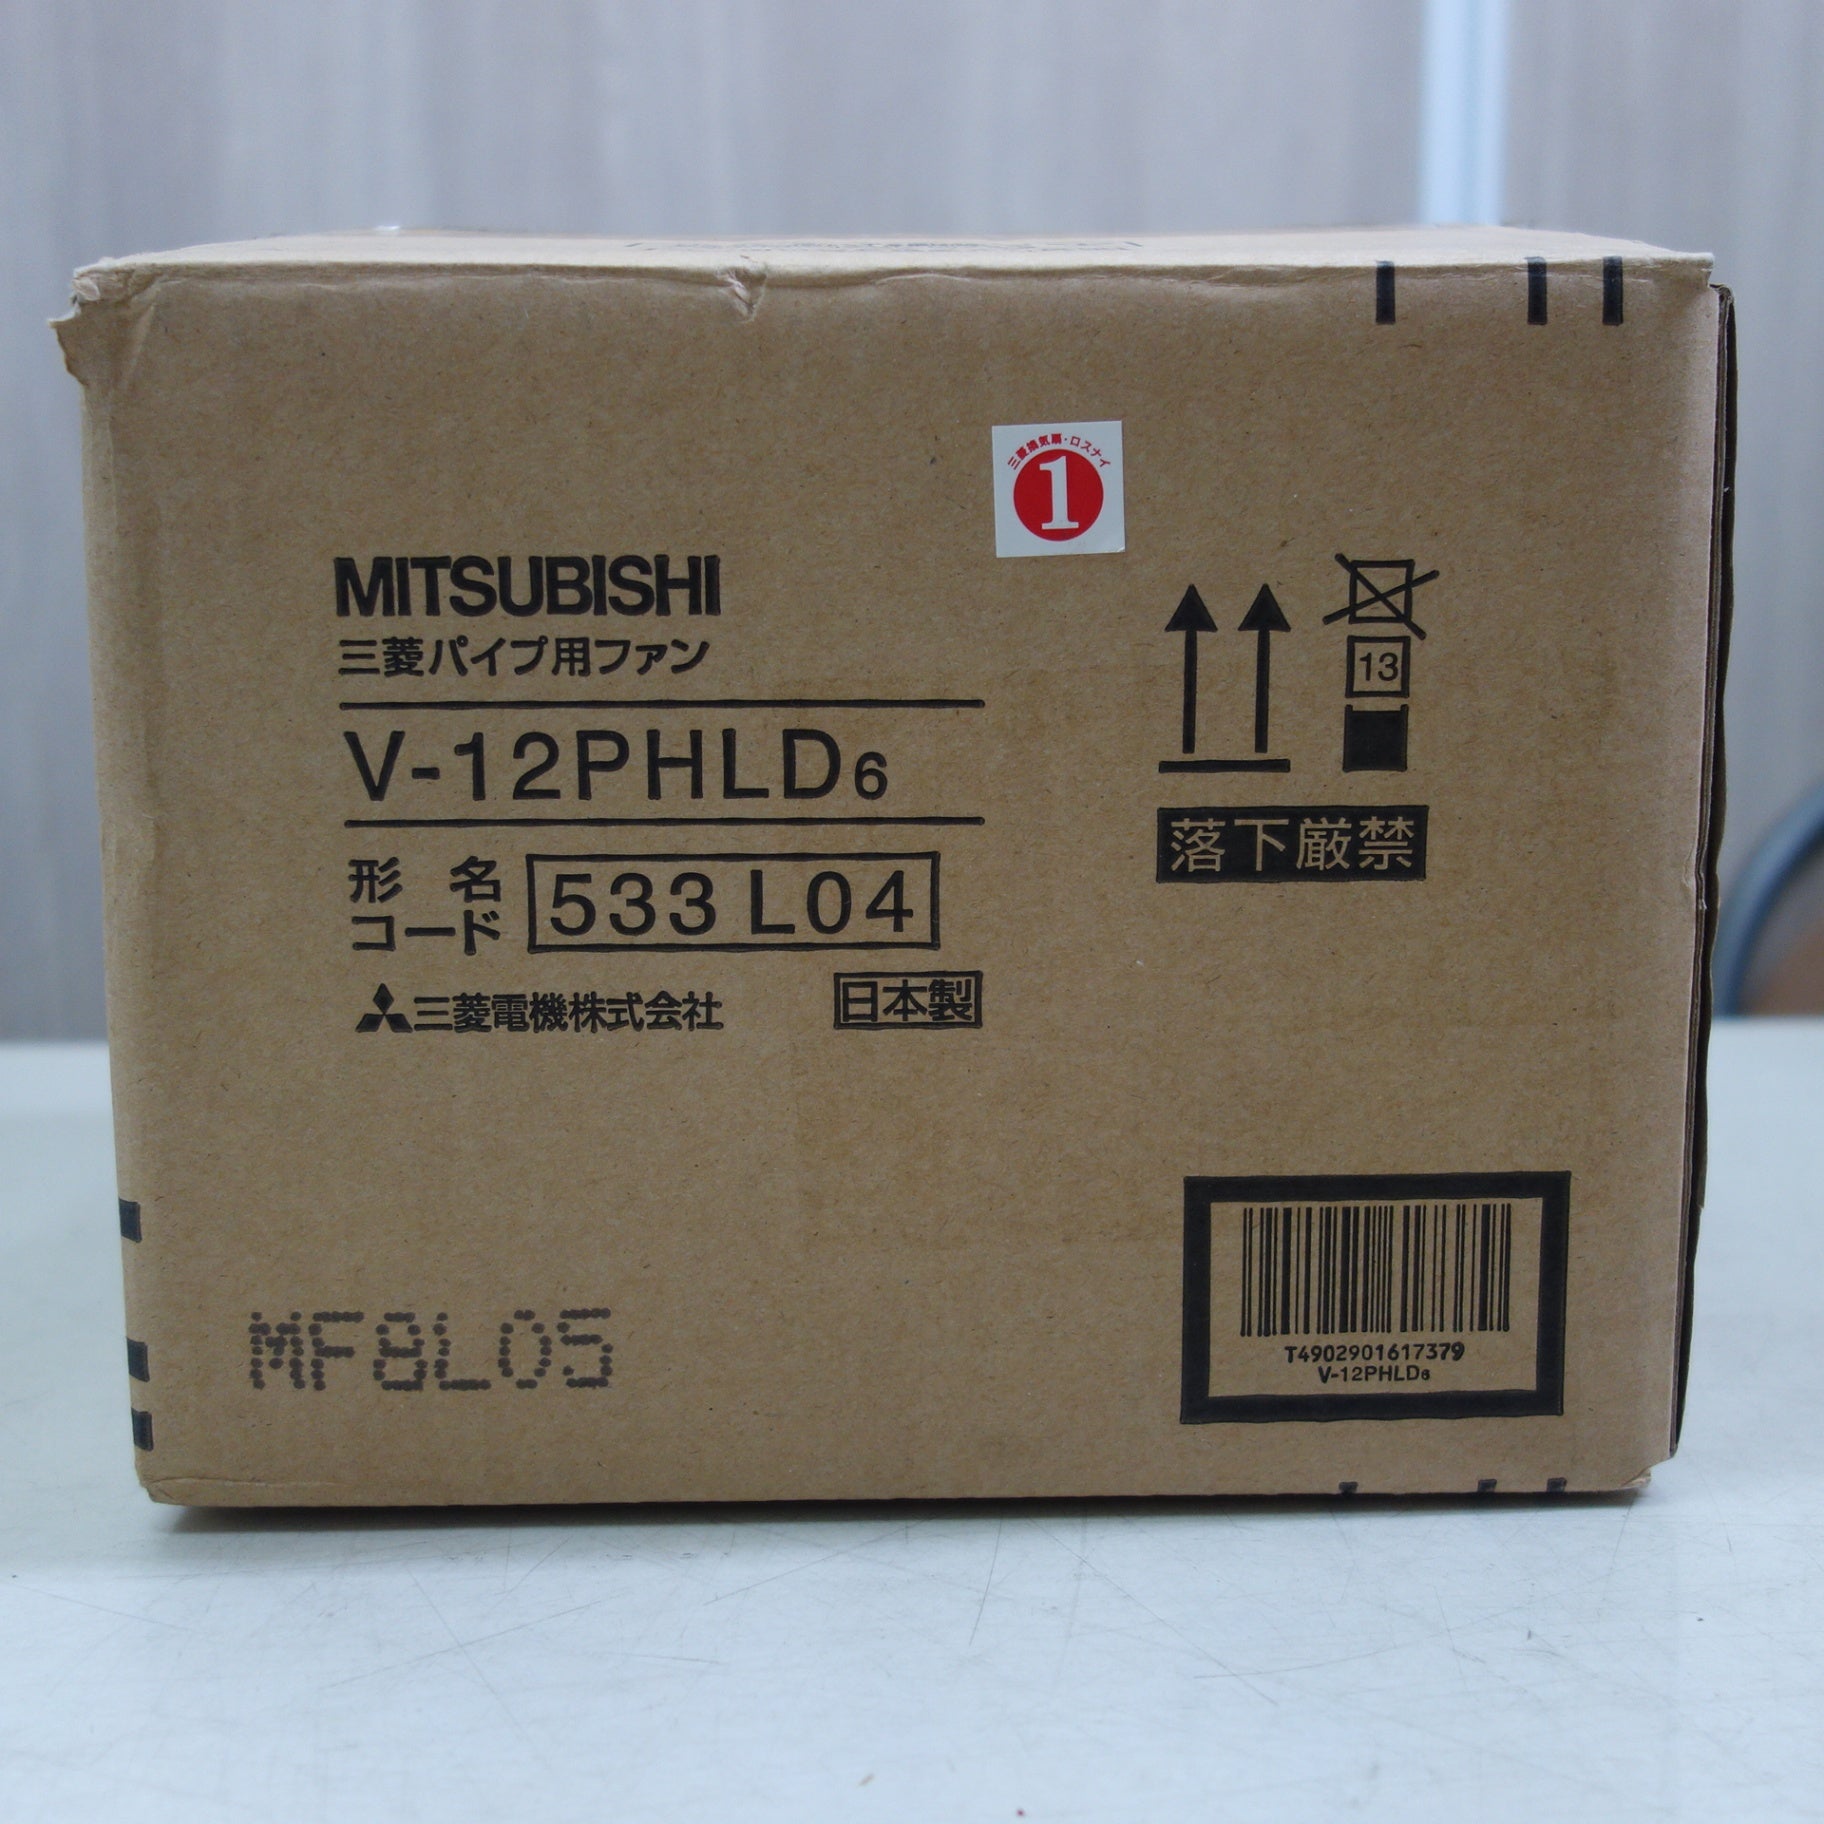 三菱換気扇・ロスナイ
1
MITSUBISHI
三菱パイプ用ファン
V-12PHLD6
形名
コード
533 L04
三菱電機株式会社
日本製
13
落下厳禁
MF8L05
T4902901617379
V-12PHLD6